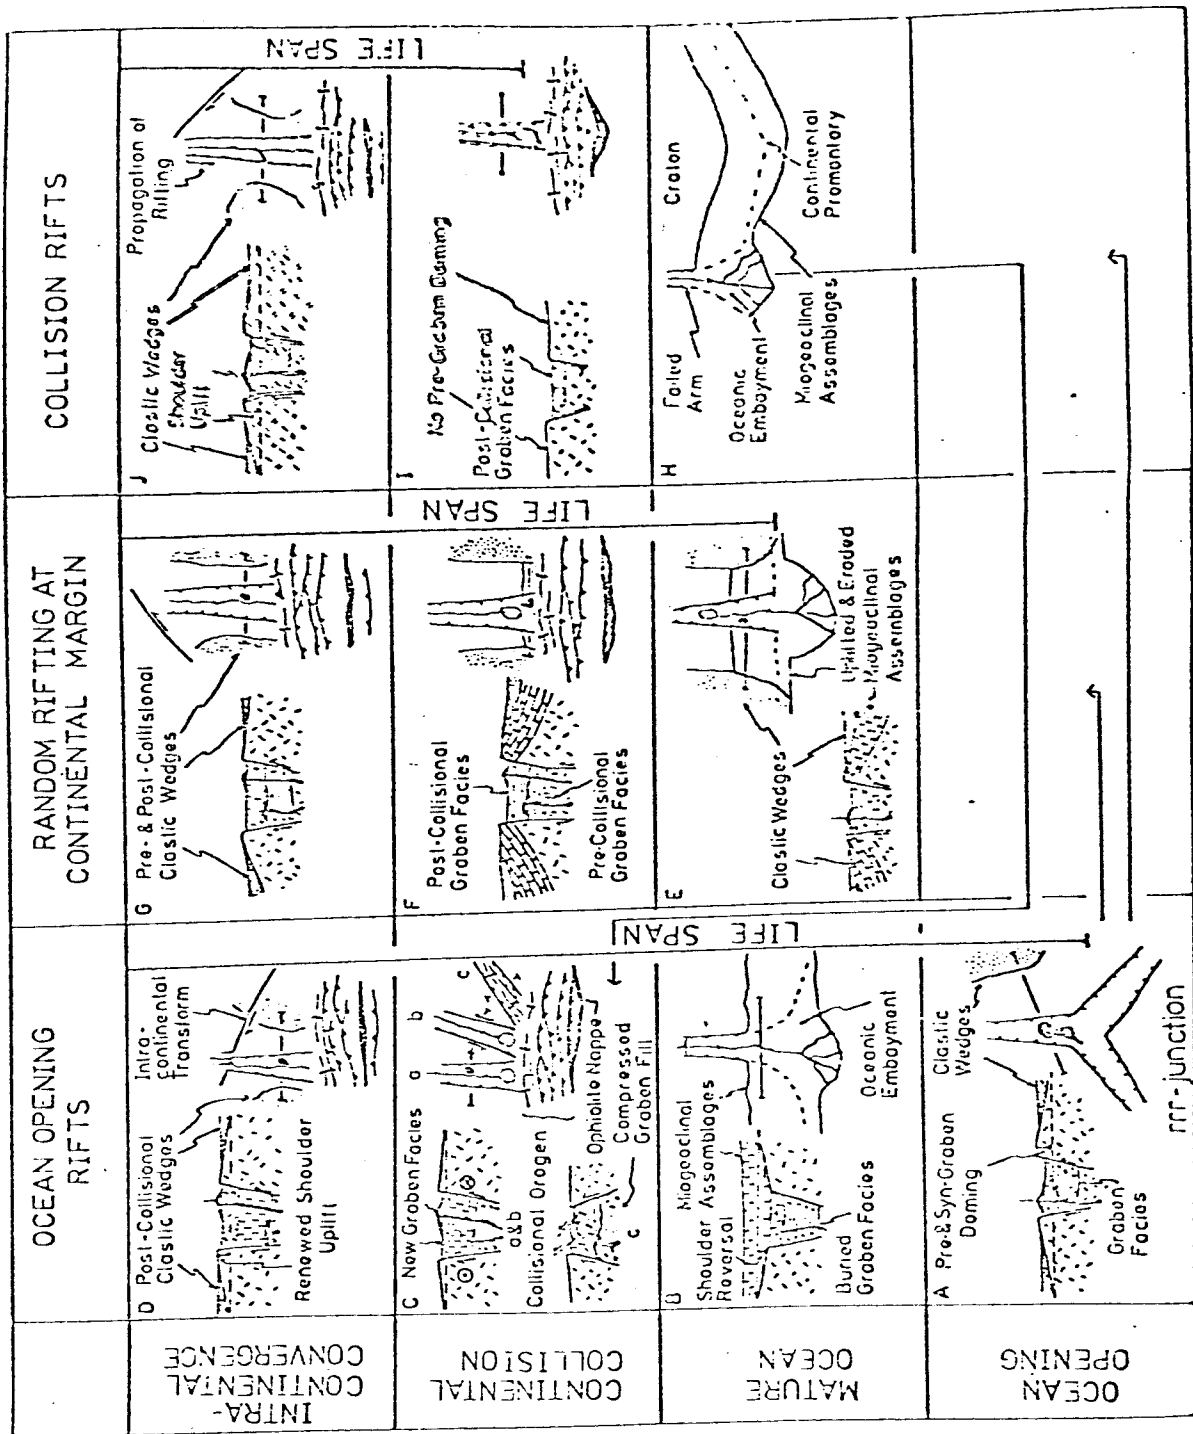 OCEAN OPENING
RIFTS
RANDOM RIFTING AT
CONTINENTAL MARGIN
COLLISION RIFTS
INTRA-
CONTINENTAL
CONVERGENCE
D
Post-Collisional
Clastic Wedges
Intra-
Continental
Transform
Renewed Shoulder
Uplift
G
Pre- & Post-Collisional
Clastic Wedges
J
Clastic Wedges
Shoulder
Uplift
Propagation of
Rifting
CONTINENTAL
COLLISION
C
New Graben Facies
a&b
a
b
c
Collisional Orogen
Ophiolite Nappe
Compressed
Graben Fill
c
F
Post-Collisional
Graben Facies
Pre-Collisional
Graben Facies
I
No Pre-Graben Doming
Post-Collisional
Graben Facies
MATURE
OCEAN
B
Shoulder
Reversal
Miogeoclinal
Assemblages
Buried
Graben Facies
Oceanic
Embayment
E
Clastic Wedges
Uplifted & Eroded
Miogeoclinal
Assemblages
H
Failed
Arm
Craton
Oceanic
Embayment
Miogeoclinal
Assemblages
Continental
Promontory
OCEAN
OPENING
A
Pre-& Syn-Graben
Doming
Clastic
Wedges
Graben
Facies
rrr-junction
LIFE SPAN
LIFE SPAN
LIFE SPAN